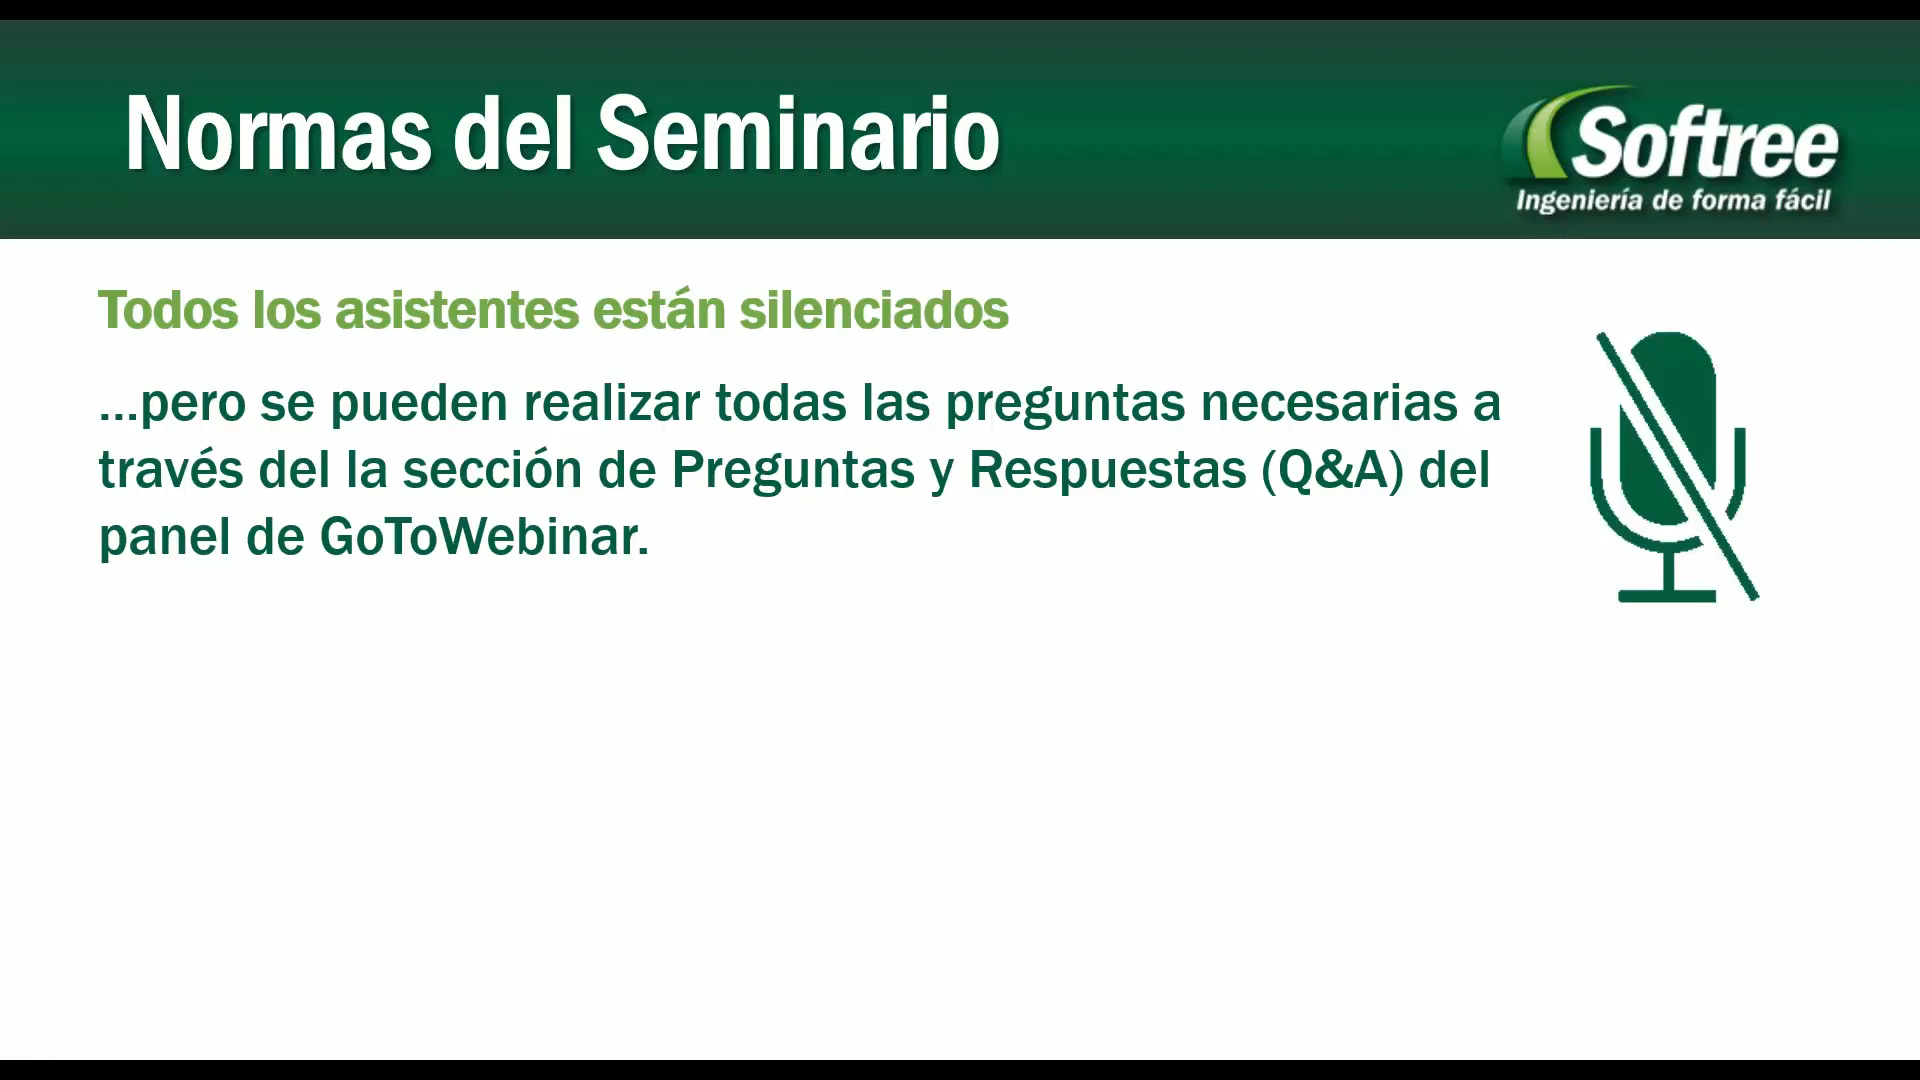 Normas del Seminario
Softree
Ingeniería de forma fácil
Todos los asistentes están silenciados
...pero se pueden realizar todas las preguntas necesarias a
través del la sección de Preguntas y Respuestas (Q&A) del
panel de GoToWebinar.